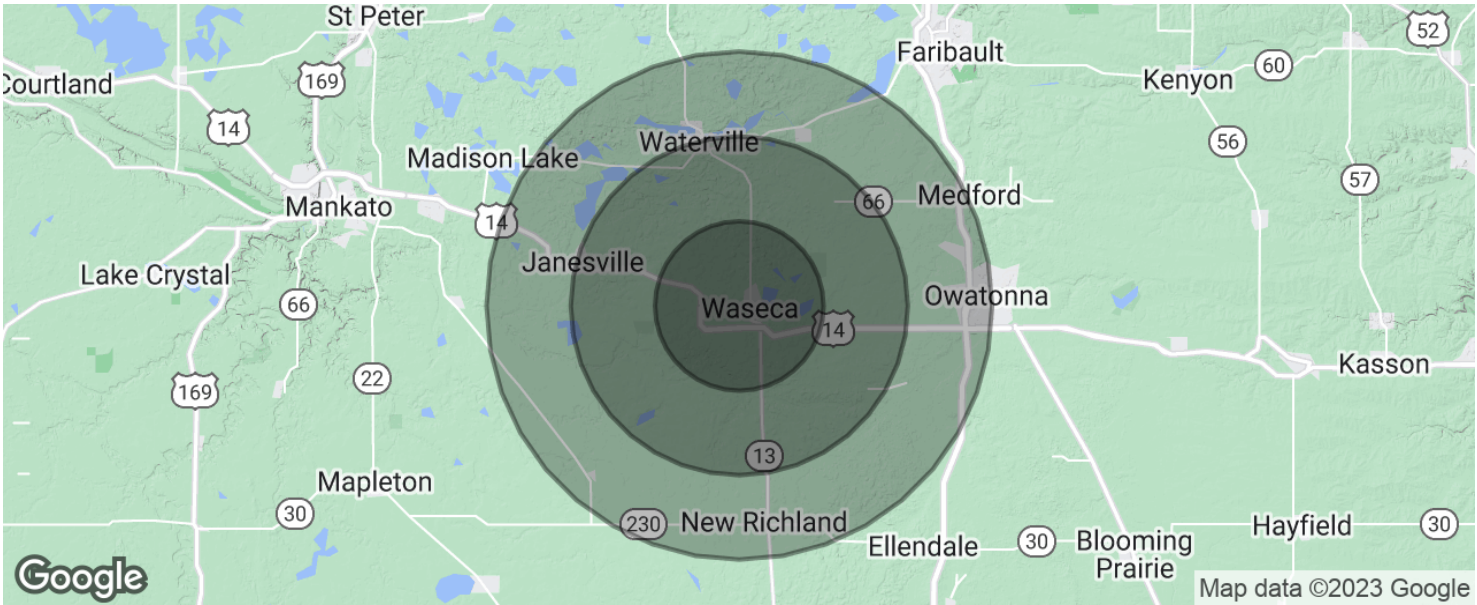 St Peter
52
Faribault
60
Kenyon
169
Courtland
14
56
Waterville
Madison Lake
57
Medford
66
Mankato
14
Janesville
Lake Crystal
66
Owatonna
Waseca
14
Kasson
22
169
13
Mapleton
30
230
New Richland
30
Hayfield
30
Ellendale
Blooming
Prairie
Google
Map data ©2023 Google